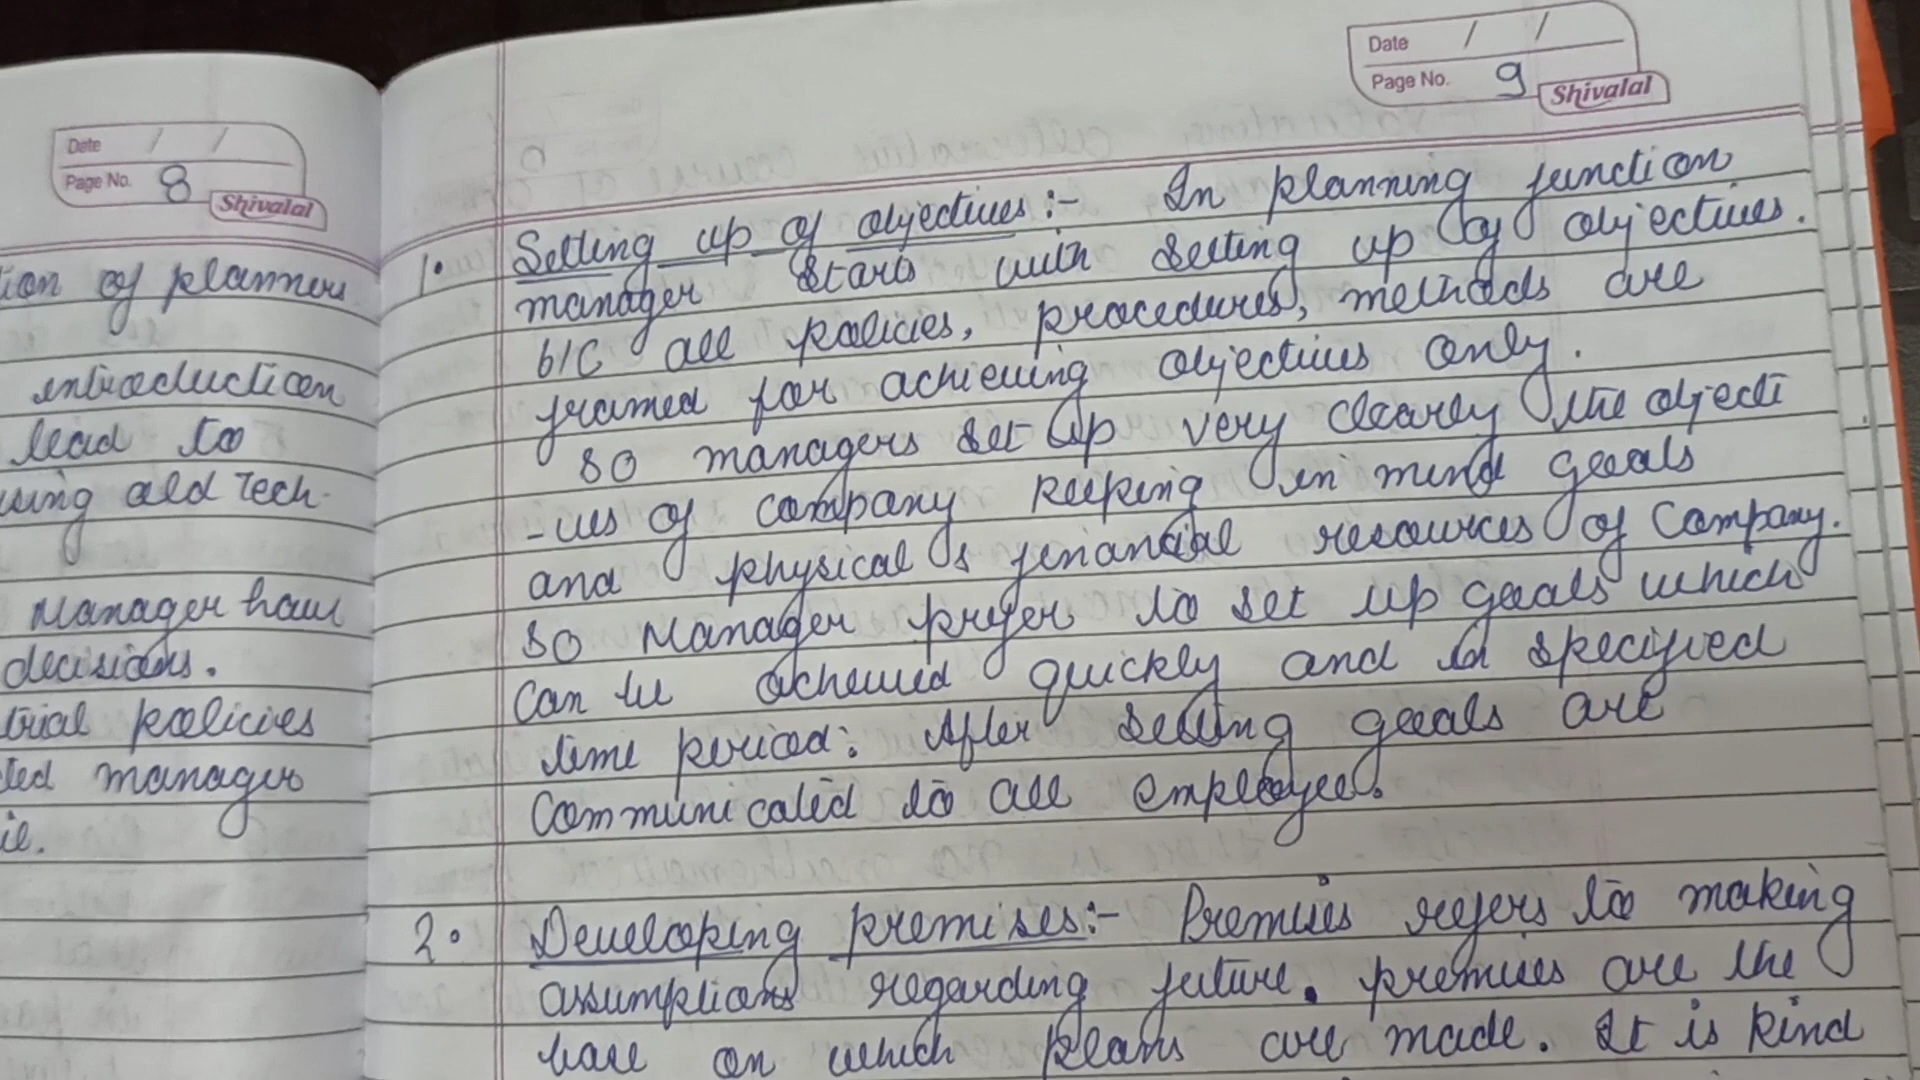 Date / /
Page No. 8
Shivalal
ion of planner
introduction
lead to
using old tech-
Manager have
decisions.
trial policies
ted manager
Date / /
Page No. 9
Shivalal
1. Setting up of objectives :- In planning function
manager starts with setting up of objectives.
b/c all policies, procedures, methods are
framed for achieving objectives only.
so managers set up very clearly the objecti
-ves of company keeping in mind goals
and physical & financial resources of Company.
so Manager prefer to set up goals which
can be achieved quickly and in specified
time period. After setting goals are
communicated to all employees.
2. Developing premises :- Premises refers to making
assumptions regarding future. premises are the
base on which plans are made. It is kind